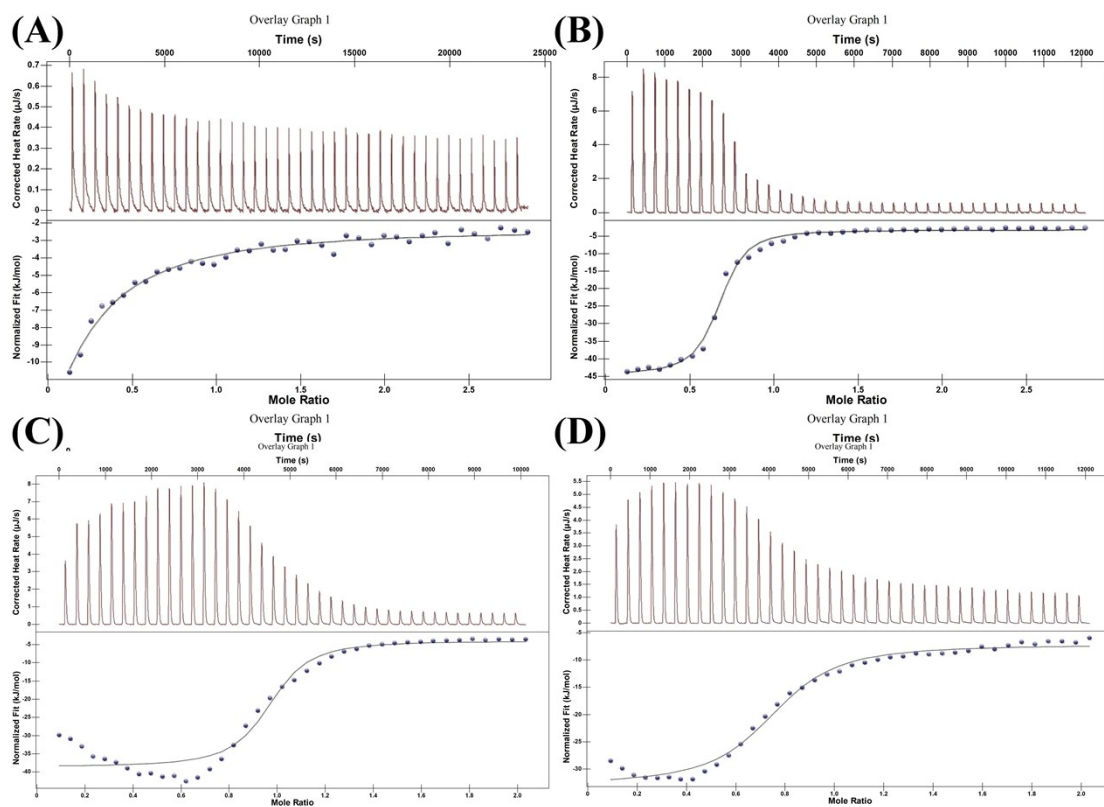 (A)
Overlay Graph 1
Time (s)
0 5000 10000 15000 20000 25000
Corrected Heat Rate (µJ/s)
0.7
0.6
0.5
0.4
0.3
0.2
0.1
0
Normalized Fit (kJ/mol)
-2
-3
-4
-5
-6
-7
-8
-9
-10
0.5 1.0 1.5 2.0 2.5
Mole Ratio
(B)
Overlay Graph 1
Time (s)
0 1000 2000 3000 4000 5000 6000 7000 8000 9000 10000 11000 12000
Corrected Heat Rate (µJ/s)
8
6
4
2
0
Normalized Fit (kJ/mol)
-5
-10
-15
-20
-25
-30
-35
-40
-45
0.0 0.5 1.0 1.5 2.0 2.5
Mole Ratio
(C)
Overlay Graph 1
Time (s)
Overlay Graph 1
Time (s)
0 1000 2000 3000 4000 5000 6000 7000 8000 9000 10000
Corrected Heat Rate (µJ/s)
8
7
6
5
4
3
2
1
0
Normalized Fit (kJ/mol)
-5
-10
-15
-20
-25
-30
-35
-40
0.0 0.2 0.4 0.6 0.8 1.0 1.2 1.4 1.6 1.8 2.0
Mole Ratio
(D)
Overlay Graph 1
Time (s)
Overlay Graph 1
Time (s)
0 1000 2000 3000 4000 5000 6000 7000 8000 9000 10000 11000 12000
Corrected Heat Rate (µJ/s)
5.5
5.0
4.5
4.0
3.5
3.0
2.5
2.0
1.5
1.0
0.5
0.0
Normalized Fit (kJ/mol)
-5
-10
-15
-20
-25
-30
0.2 0.4 0.6 0.8 1.0 1.2 1.4 1.6 1.8 2.0
Mole Ratio